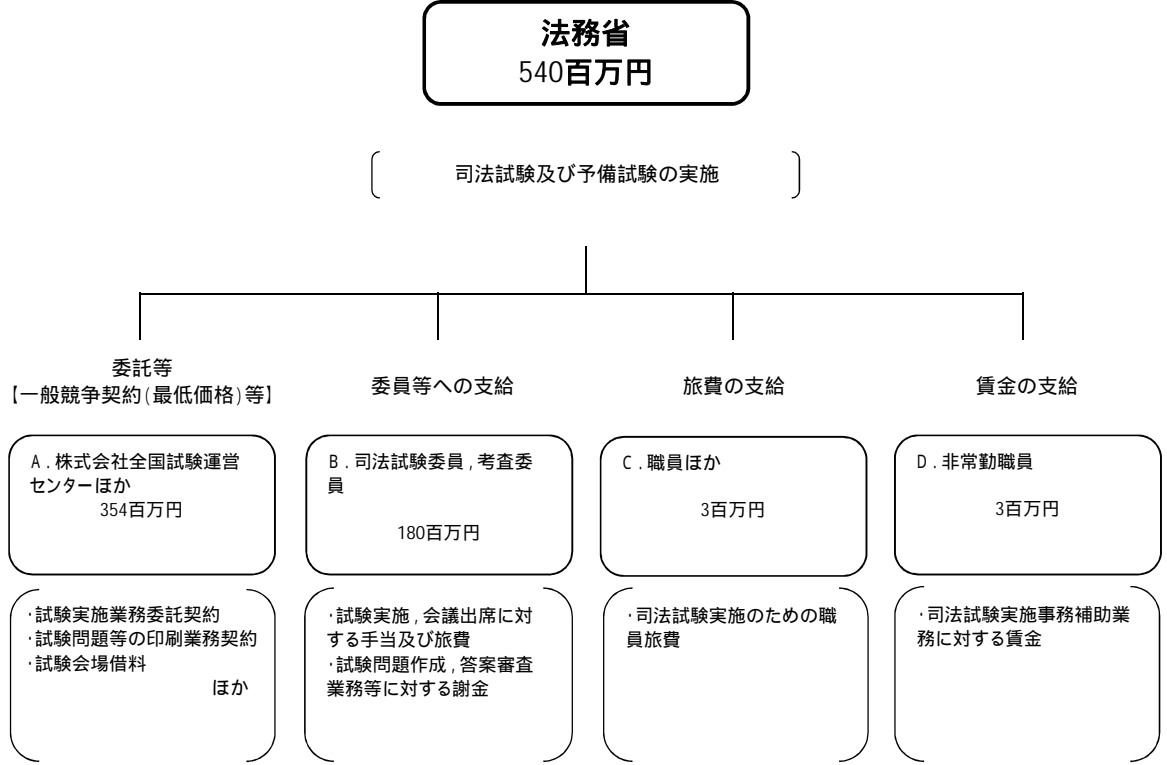 法務省
540百万円
司法試験及び予備試験の実施
委託等
【一般競争契約(最低価格)等】
委員等への支給
旅費の支給
賃金の支給
A.株式会社全国試験運営
センターほか
354百万円
B.司法試験委員,考査委
員
180百万円
C.職員ほか
3百万円
D.非常勤職員
3百万円
・試験実施業務委託契約
・試験問題等の印刷業務契約
・試験会場借料
ほか
・試験実施,会議出席に対
する手当及び旅費
・試験問題作成,答案審査
業務等に対する謝金
・司法試験実施のための職
員旅費
・司法試験実施事務補助業
務に対する賃金